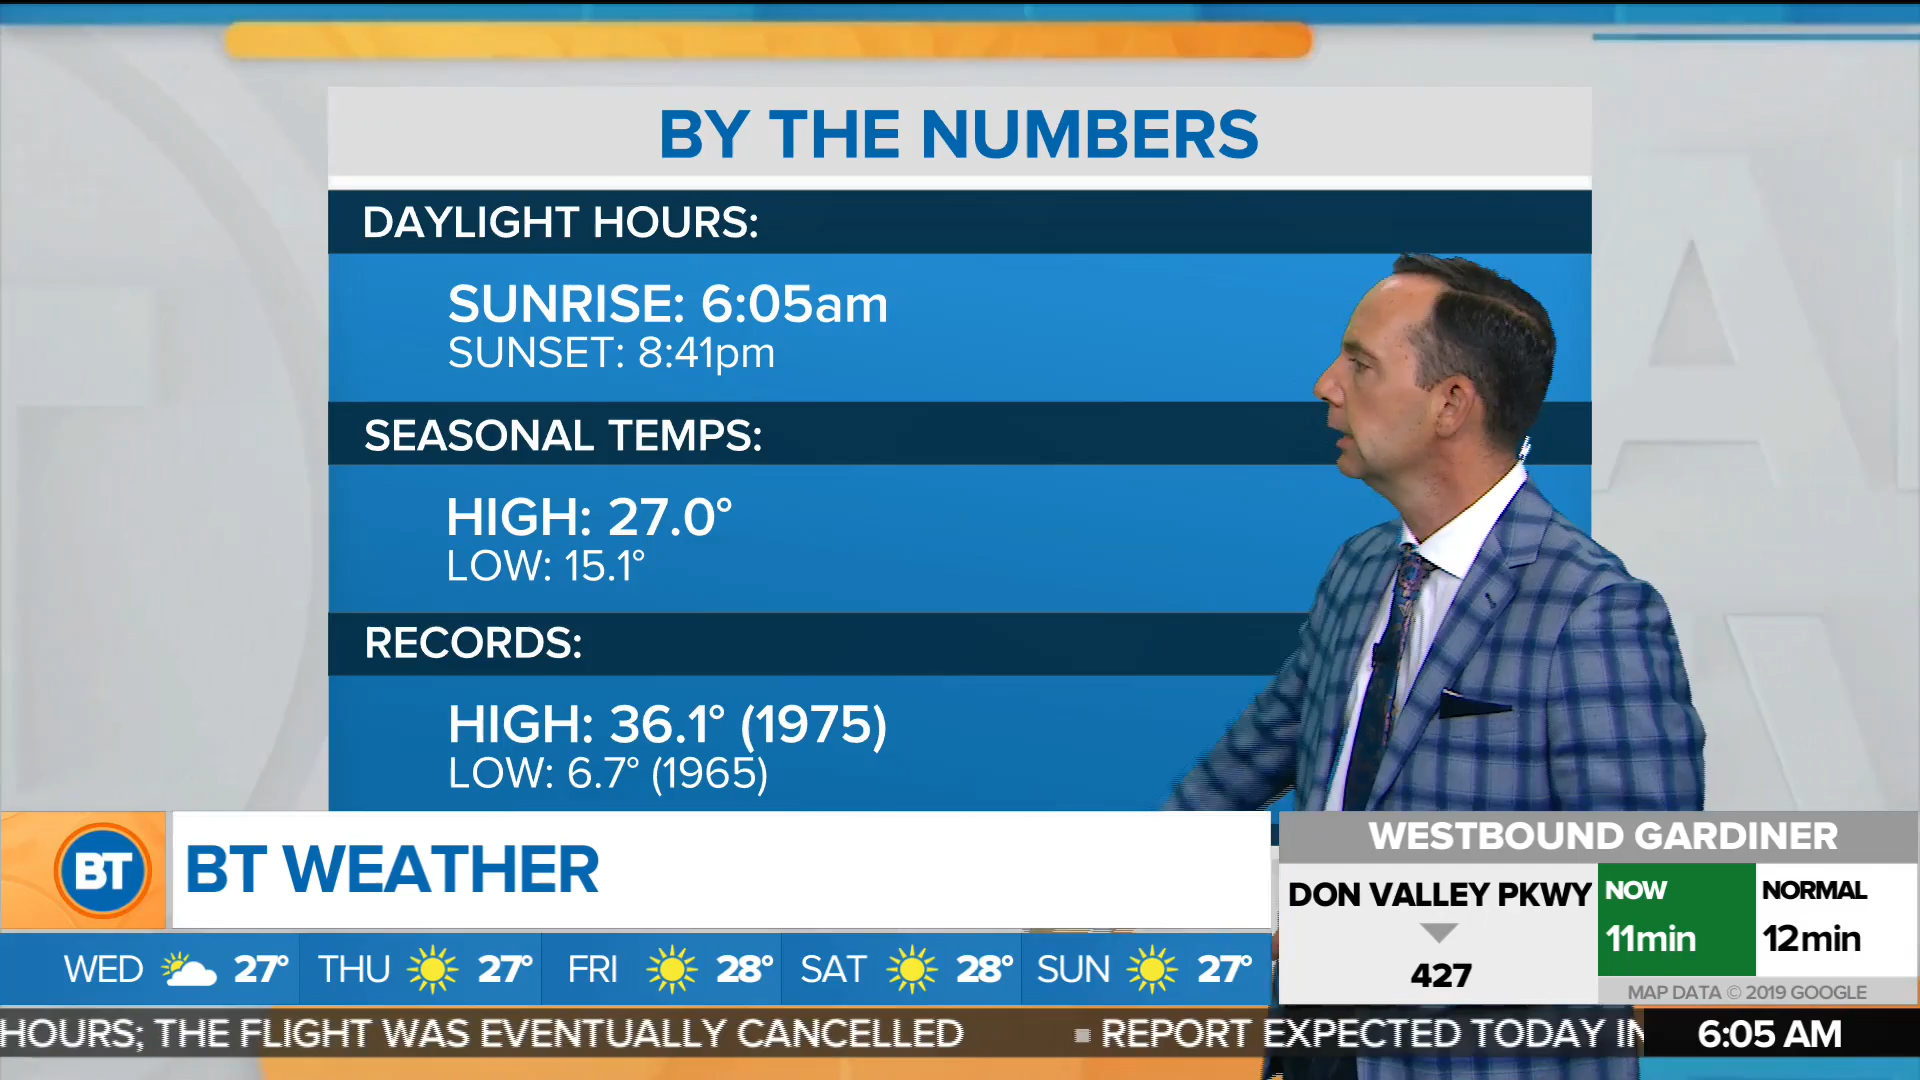 BY THE NUMBERS
DAYLIGHT HOURS:
SUNRISE: 6:05am
SUNSET: 8:41pm
SEASONAL TEMPS:
HIGH: 27.0°
LOW: 15.1°
RECORDS:
HIGH: 36.1° (1975)
LOW: 6.7° (1965)
BT
BT WEATHER
WESTBOUND GARDINER
DON VALLEY PKWY
427
NOW
11min
NORMAL
12min
MAP DATA © 2019 GOOGLE
WED 27° THU 27° FRI 28° SAT 28° SUN 27°
HOURS; THE FLIGHT WAS EVENTUALLY CANCELLED ■ REPORT EXPECTED TODAY IN
6:05 AM